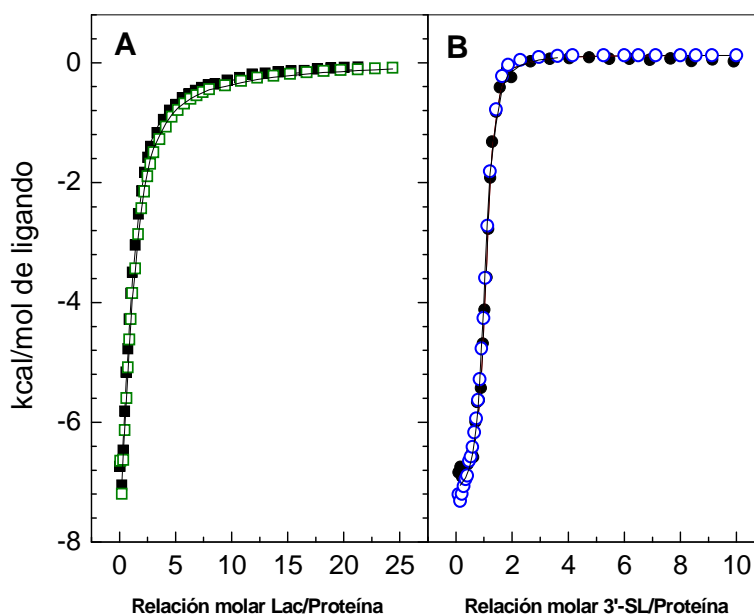 A
B
0
-2
-4
-6
-8
kcal/mol de ligando
0 5 10 15 20 25
0 2 4 6 8 10
Relación molar Lac/Proteína
Relación molar 3'-SL/Proteína